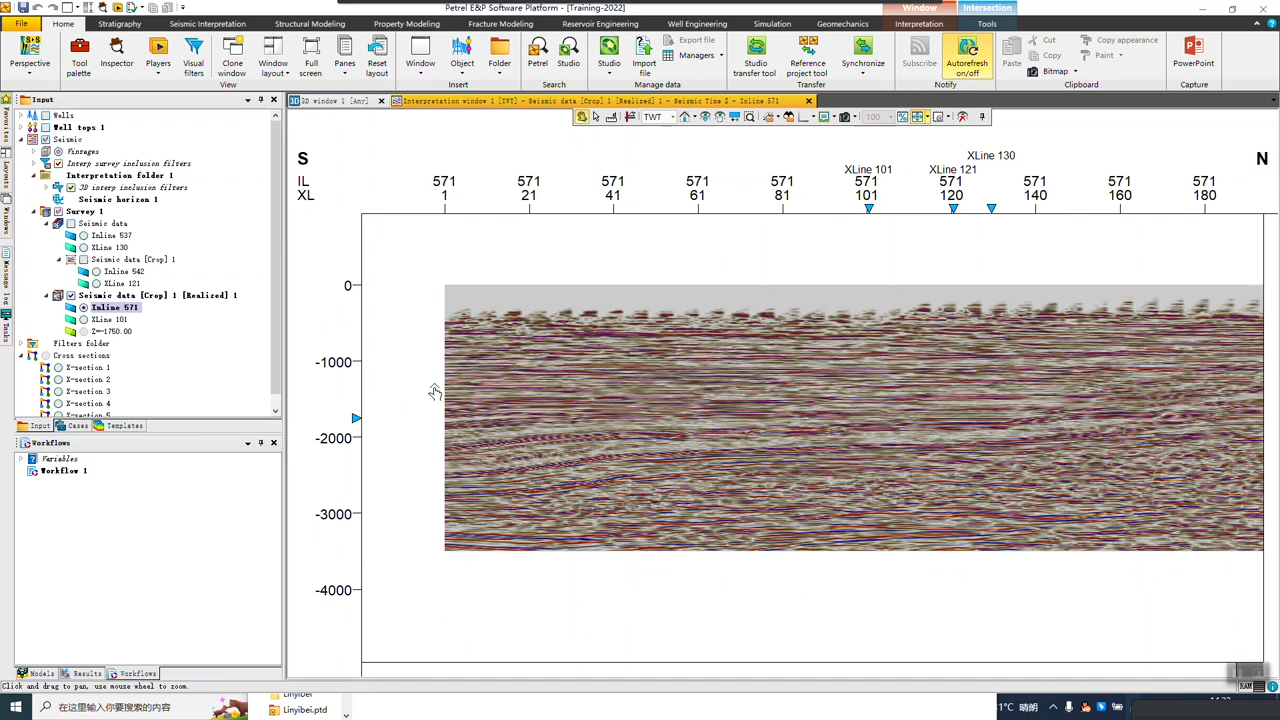 Petrel E&P Software Platform - [Training-2022]
Window
Intersection
File
Home
Stratigraphy
Seismic Interpretation
Structural Modeling
Property Modeling
Fracture Modeling
Reservoir Engineering
Well Engineering
Simulation
Geomechanics
Interpretation
Tools
Perspective
Tool palette
Inspector
Players
Visual filters
Clone window
Window layout
Full screen
Panes
Reset layout
View
Window
Object
Folder
Insert
Petrel
Studio
Search
Studio
Import file
Export file
Managers
Manage data
Studio transfer tool
Reference project tool
Synchronize
Transfer
Subscribe
Autorefresh on/off
Notify
Paste
Cut
Copy
Bitmap
Copy appearance
Paint
Clipboard
PowerPoint
Capture
Favorites
Layouts
Windows
Message log
Tasks
Input
Wells
Well tops 1
Seismic
Vintages
Interp survey inclusion filters
Interpretation folder 1
3D interp inclusion filters
Seismic horizon 1
Survey 1
Seismic data
Inline 537
XLine 130
Seismic data [Crop] 1
Inline 542
XLine 121
Seismic data [Crop] 1 [Realized] 1
Inline 571
XLine 101
Z=-1750.00
Filters folder
Cross sections
X-section 1
X-section 2
X-section 3
X-section 4
X-section 5
Input
Cases
Templates
Workflows
Variables
Workflow 1
Models
Results
Workflows
3D window 1 [Any]
Interpretation window 1 [TWT] - Seismic data [Crop] 1 [Realized] 1 - Seismic Time 2 - Inline 571
TWT
100
S
N
XLine 130
XLine 101
XLine 121
IL
571 571 571 571 571 571 571 571 571 571
XL
1 21 41 61 81 101 120 140 160 180
0
-1000
-2000
-3000
-4000
Click and drag to pan, use mouse wheel to zoom.
RAM
在这里输入你要搜索的内容
Linyibei
Linyibei.ptd
1°C 晴朗